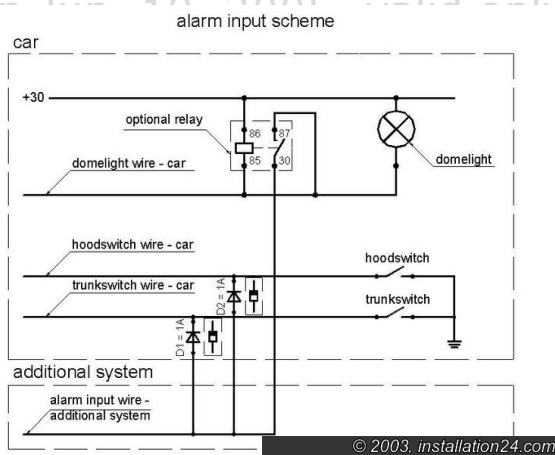 alarm input scheme
car
+30
optional relay
86
87
85
30
domelight wire - car
domelight
hoodswitch wire - car
hoodswitch
trunkswitch wire - car
trunkswitch
D2 = 1A
D1 = 1A
additional system
alarm input wire -
additional system
© 2003, installation24.com